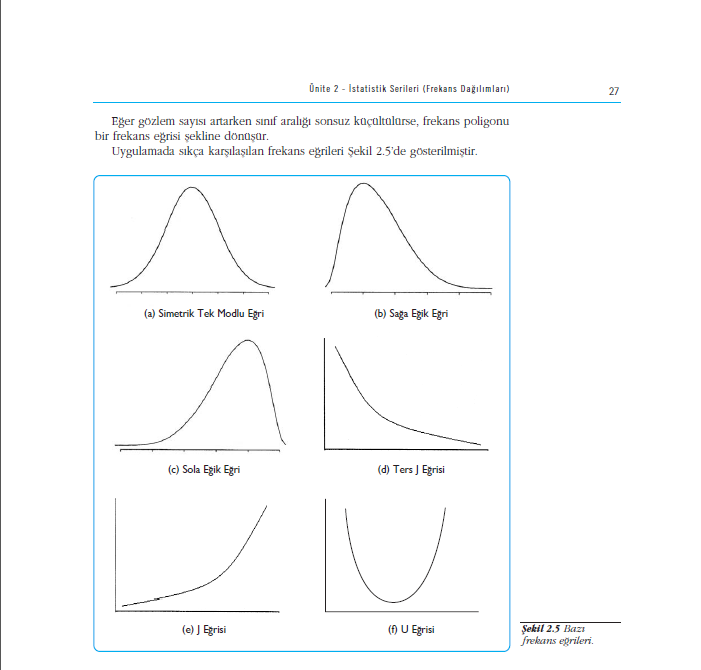 Ünite 2 - İstatistik Serileri (Frekans Dağılımları)
27
Eğer gözlem sayısı artarken sınıf aralığı sonsuz küçültülürse, frekans poligonu
bir frekans eğrisi şekline dönüşür.
Uygulamada sıkça karşılaşılan frekans eğrileri Şekil 2.5'de gösterilmiştir.
(a) Simetrik Tek Modlu Eğri
(b) Sağa Eğik Eğri
(c) Sola Eğik Eğri
(d) Ters J Eğrisi
(e) J Eğrisi
(f) U Eğrisi
Şekil 2.5 Bazı
frekans eğrileri.